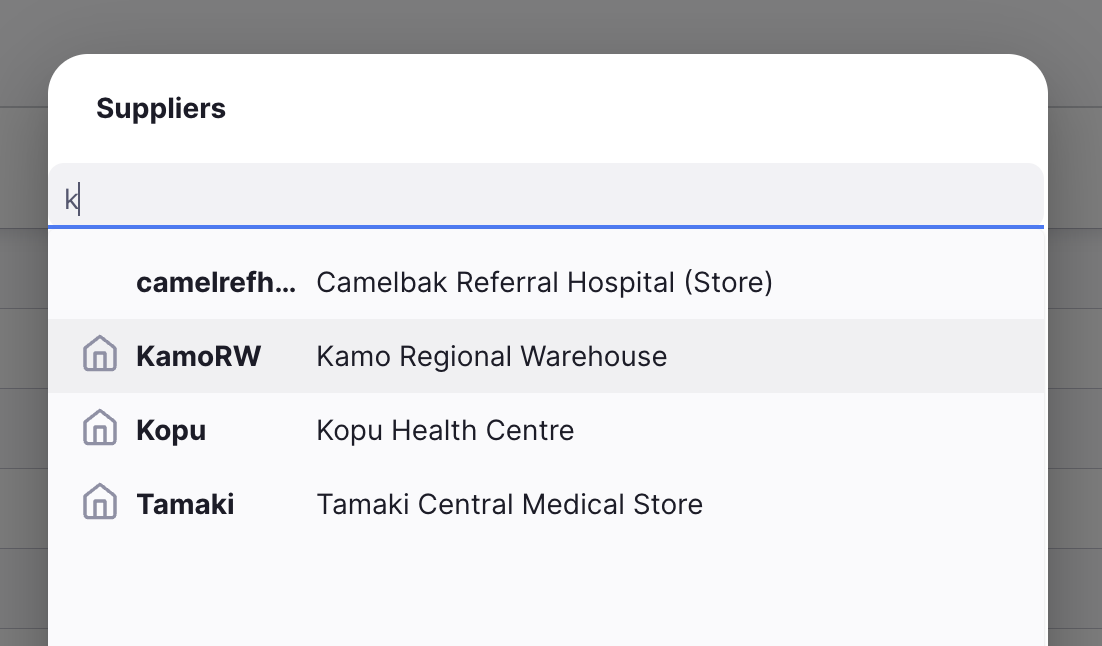 Suppliers
k
camelrefh... Camelbak Referral Hospital (Store)
KamoRW Kamo Regional Warehouse
Kopu Kopu Health Centre
Tamaki Tamaki Central Medical Store